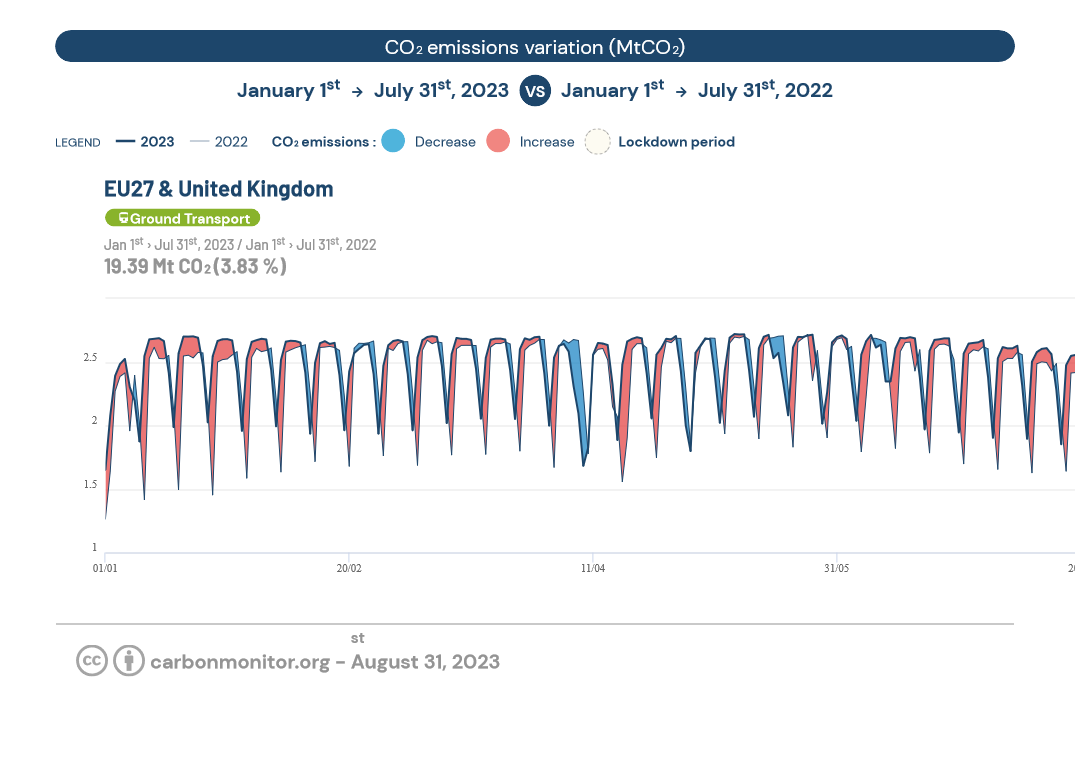 CO₂ emissions variation (MtCO₂)
January 1st → July 31st, 2023 VS January 1st → July 31st, 2022
LEGEND 2023 2022 CO₂ emissions : Decrease Increase Lockdown period
EU27 & United Kingdom
Ground Transport
Jan 1st › Jul 31st, 2023 / Jan 1st › Jul 31st, 2022
19.39 Mt CO₂ (3.83 %)
2.5
2
1.5
1
01/01 20/02 11/04 31/05
st
cc carbonmonitor.org – August 31, 2023